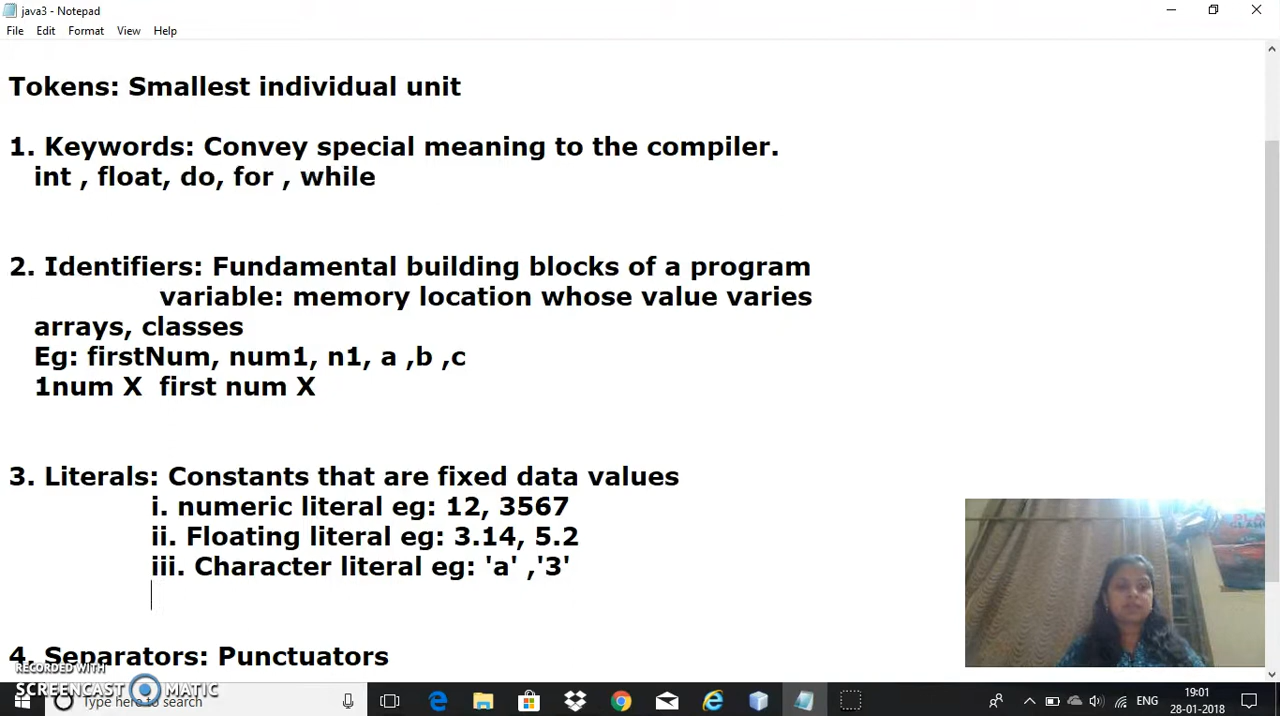 java3 - Notepad
File Edit Format View Help
Tokens: Smallest individual unit
1. Keywords: Convey special meaning to the compiler.
int , float, do, for , while
2. Identifiers: Fundamental building blocks of a program
variable: memory location whose value varies
arrays, classes
Eg: firstNum, num1, n1, a ,b ,c
1num X first num X
3. Literals: Constants that are fixed data values
i. numeric literal eg: 12, 3567
ii. Floating literal eg: 3.14, 5.2
iii. Character literal eg: 'a' ,'3'
4. Separators: Punctuators
RECORDED WITH
SCREENCAST MATIC
Type here to search
ENG
19:01
28-01-2018